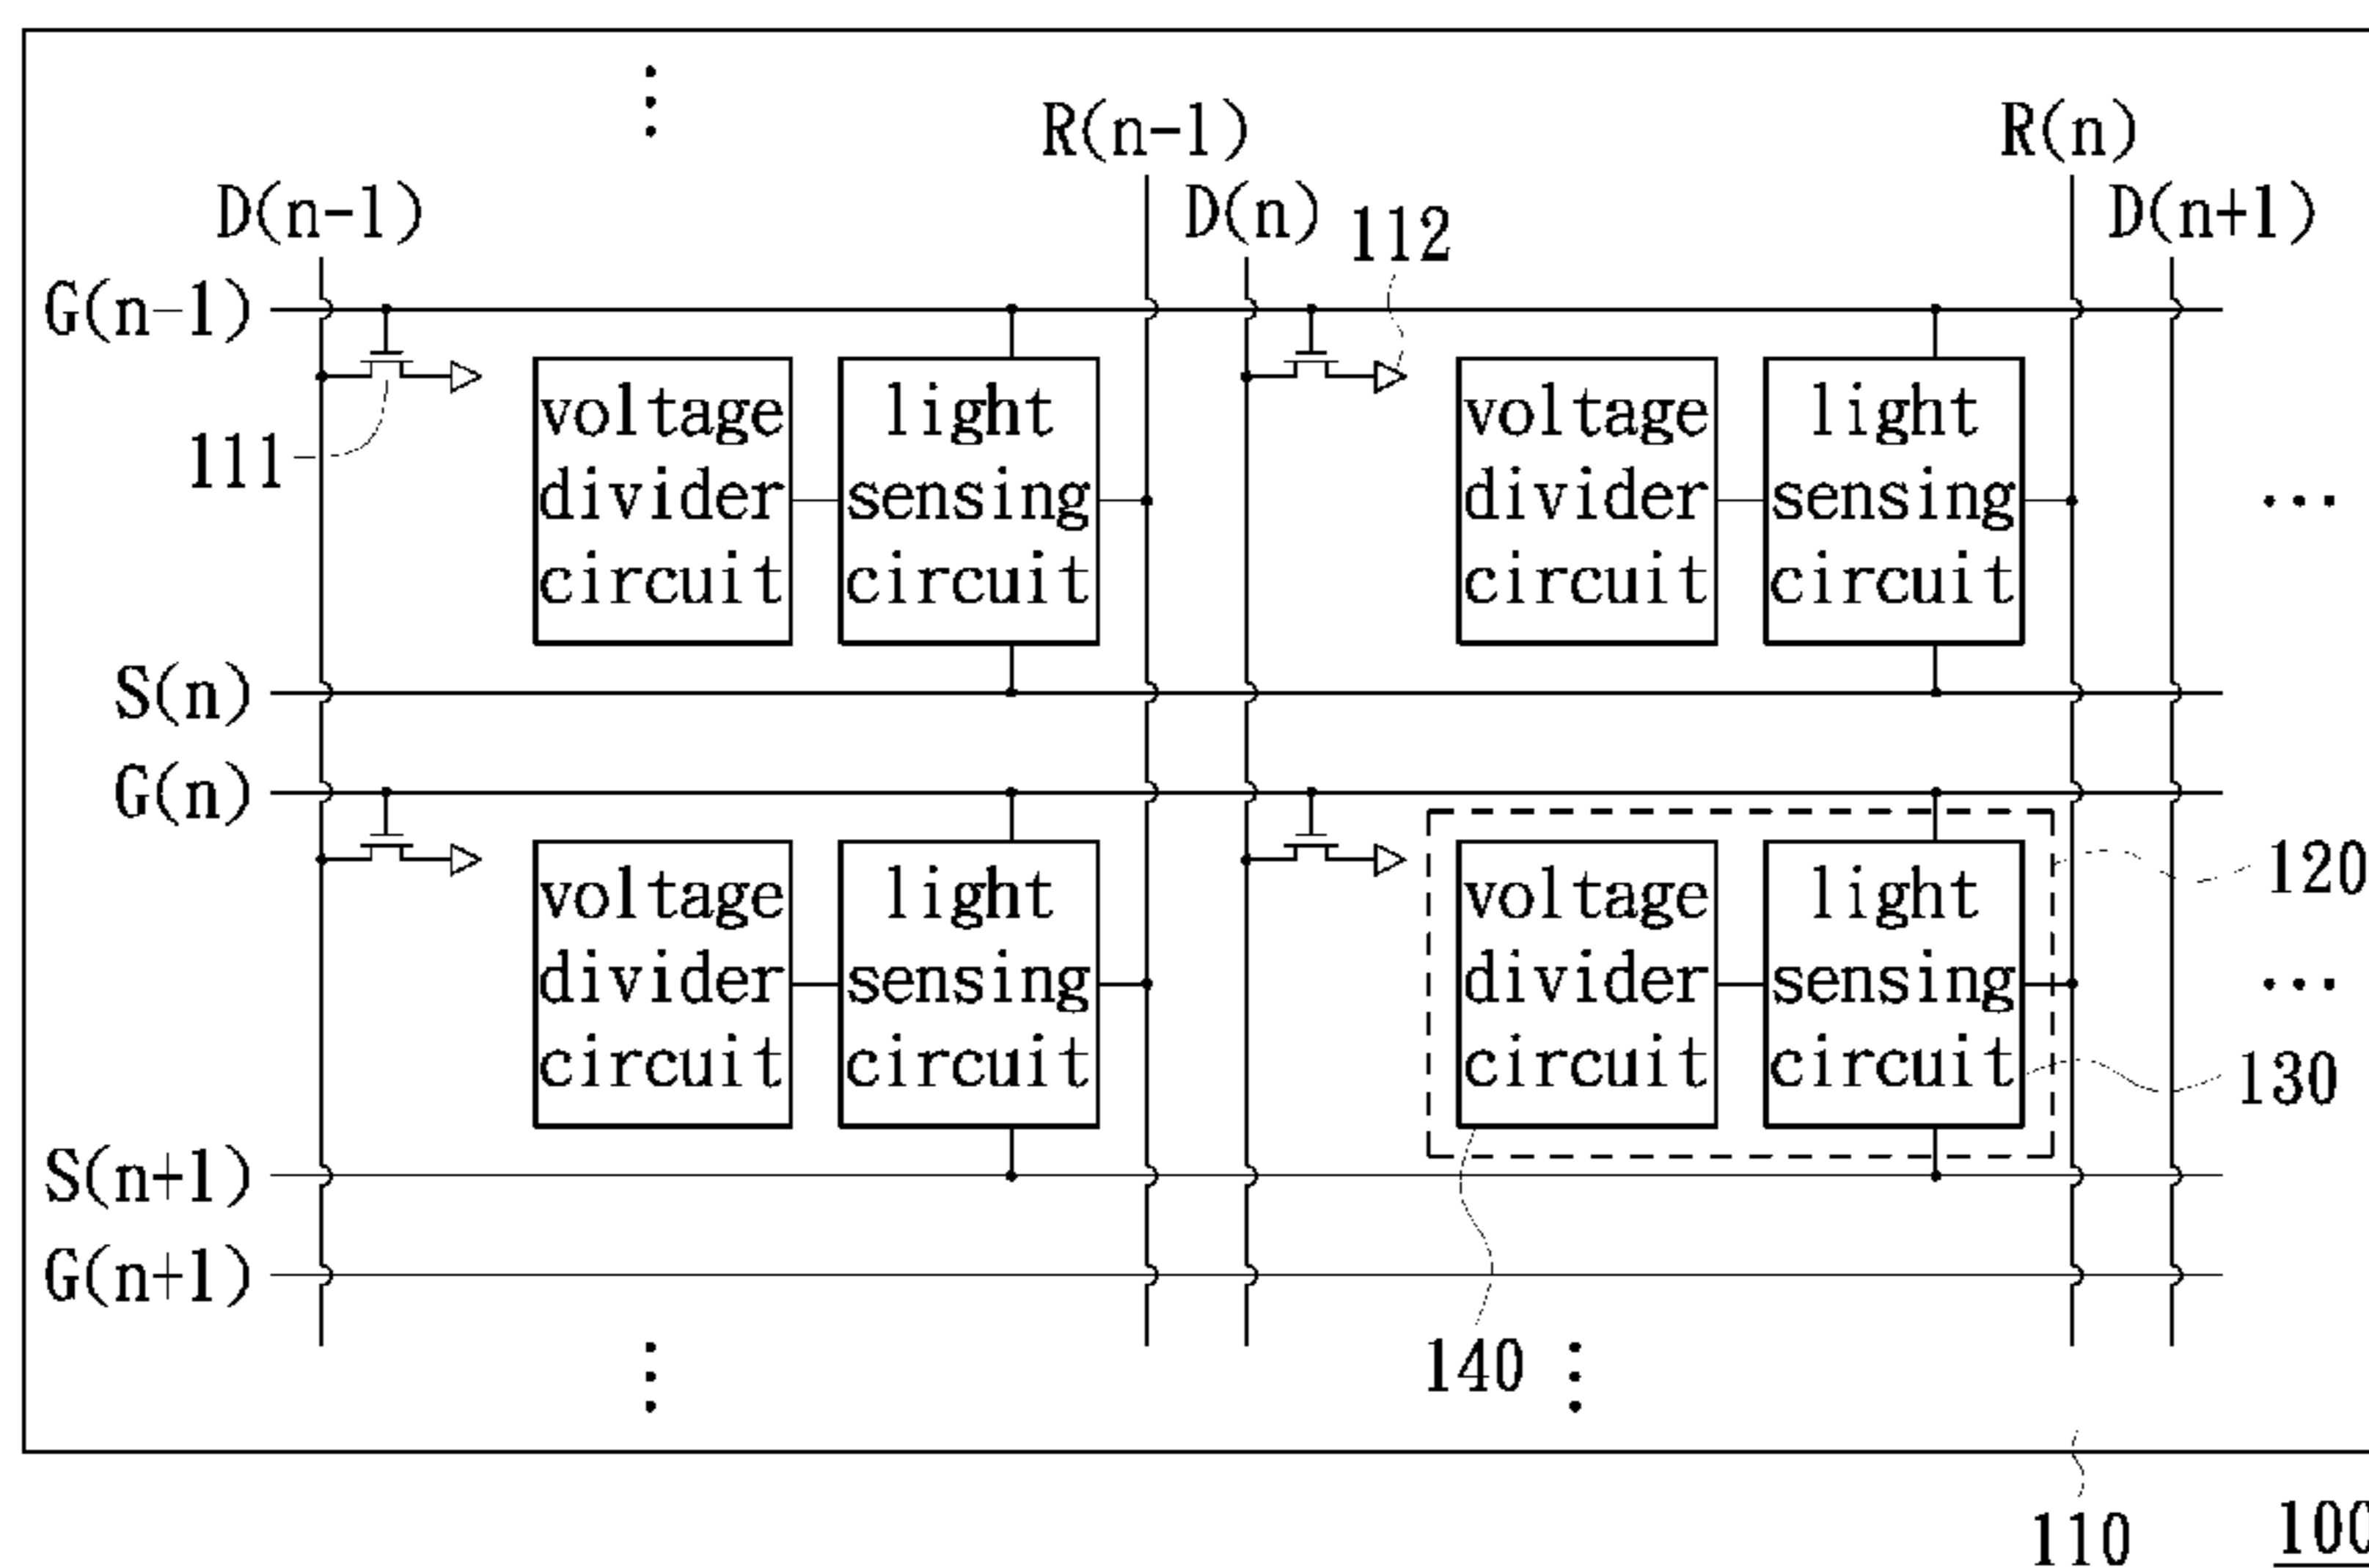 R(n-1)
R(n)
D(n-1)
D(n)
112
D(n+1)
G(n-1)
111
voltage
divider
circuit
light
sensing
circuit
voltage
divider
circuit
light
sensing
circuit
S(n)
G(n)
voltage
divider
circuit
light
sensing
circuit
voltage
divider
circuit
light
sensing
circuit
120
130
S(n+1)
G(n+1)
140
110
100